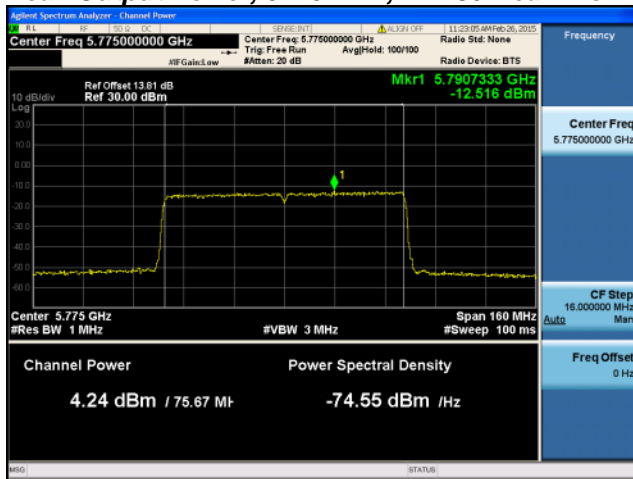 Agilent Spectrum Analyzer - Channel Power
RL RF 50 Ω DC SENSE:INT ALIGN OFF 11:23:05 AM Feb 26, 2015
Center Freq 5.775000000 GHz
Center Freq: 5.775000000 GHz
Radio Std: None
Trig: Free Run Avg|Hold: 100/100
#IFGain:Low #Atten: 20 dB Radio Device: BTS
Frequency
Mkr1 5.7907333 GHz
-12.516 dBm
Ref Offset 13.81 dB
10 dB/div Ref 30.00 dBm
Log
20.0
10.0
0.00
-10.0
-20.0
-30.0
-40.0
-50.0
-60.0
1
Center 5.775 GHz Span 160 MHz
#Res BW 1 MHz #VBW 3 MHz #Sweep 100 ms
Center Freq
5.775000000 GHz
CF Step
16.000000 MHz
Auto Man
Freq Offset
0 Hz
Channel Power Power Spectral Density
4.24 dBm / 75.67 MH -74.55 dBm /Hz
MSG STATUS